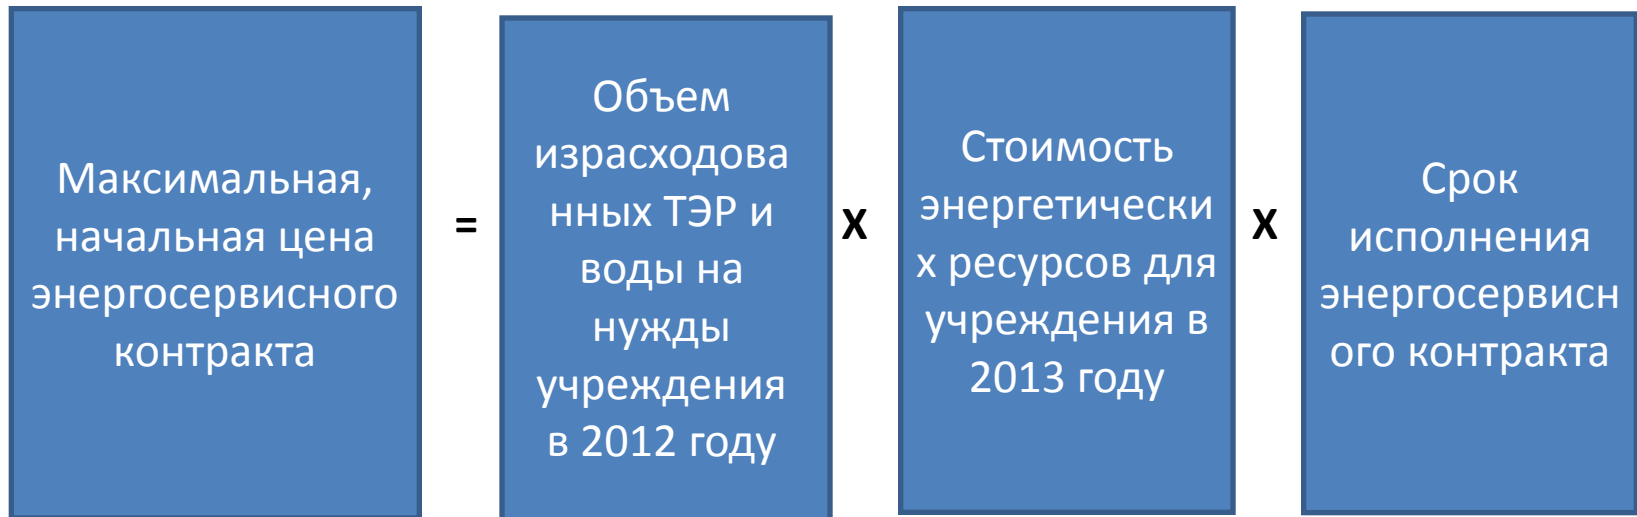 Максимальная,
начальная цена
энергосервисного
контракта
=
Объем
израсходова
нных ТЭР и
воды на
нужды
учреждения
в 2012 году
X
Стоимость
энергетически
х ресурсов для
учреждения в
2013 году
X
Срок
исполнения
энергосервисн
ого контракта